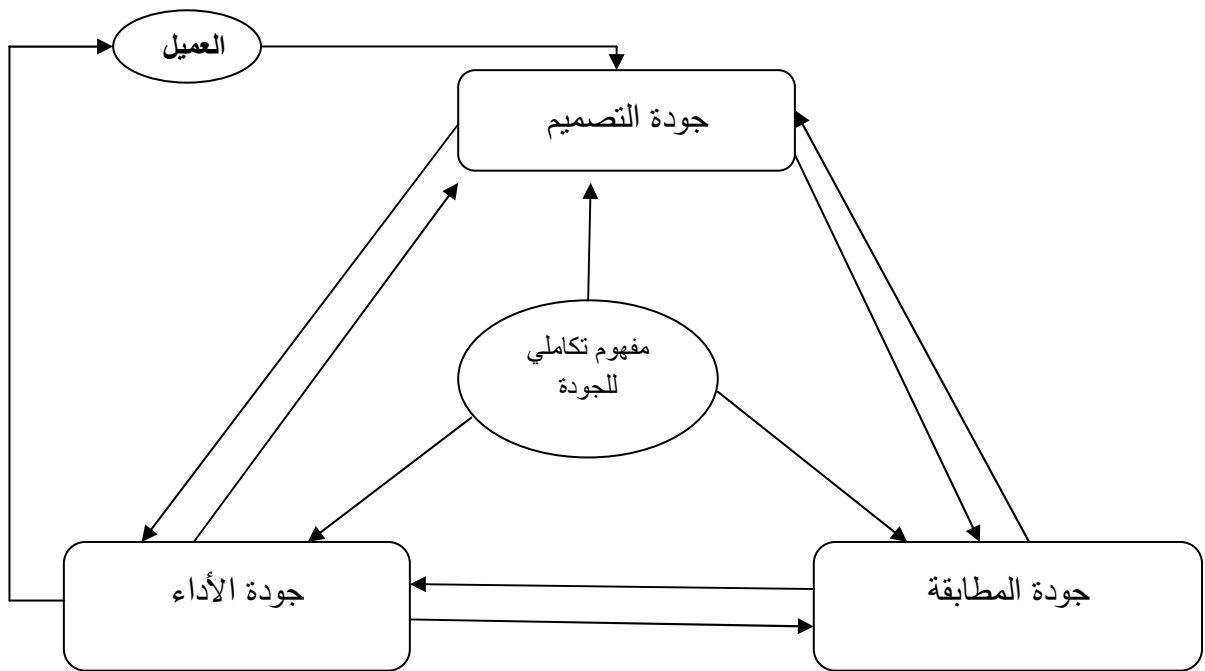 العميل
جودة التصميم
مفهوم تكاملي
للجودة
جودة المطابقة
جودة الأداء